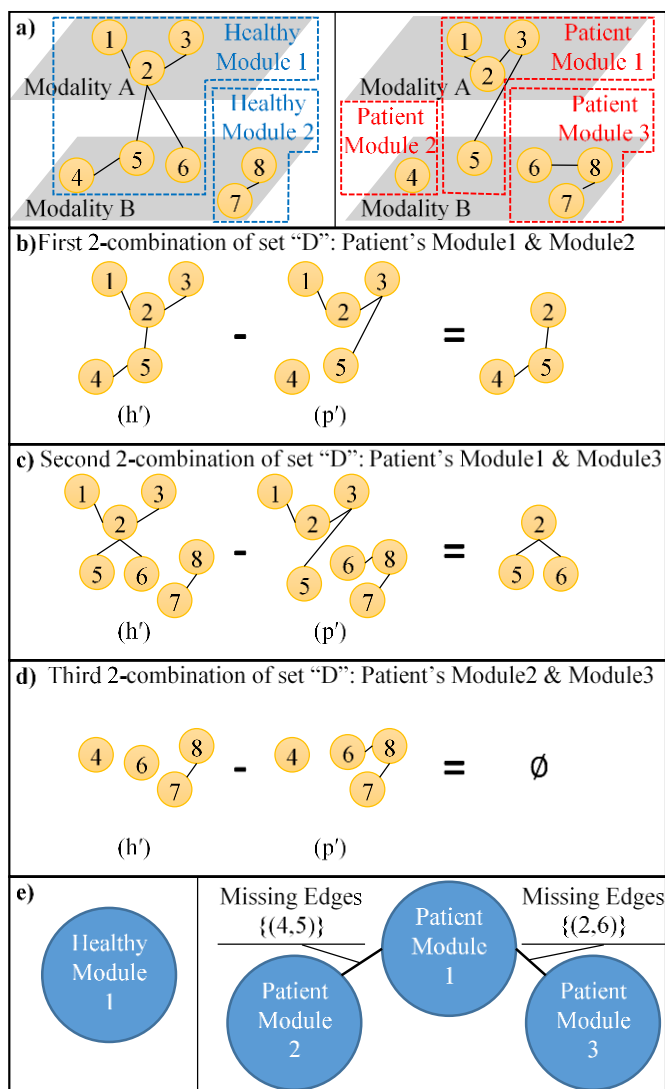 a)
1
3
2
Healthy
Module 1
Modality A
Healthy
Module 2
4
5
6
8
7
Modality B
1
3
2
Patient
Module 1
Modality A
Patient
Module 2
Patient
Module 3
5
4
6
8
7
Modality B
b)First 2-combination of set “D”: Patient's Module1 & Module2
1
3
2
4
5
(h′)
-
1
3
2
4
5
(p′)
=
2
4
5
c) Second 2-combination of set “D”: Patient's Module1 & Module3
1
3
2
5
6
8
7
(h′)
-
1
3
2
5
6
8
7
(p′)
=
2
5
6
d) Third 2-combination of set “D”: Patient's Module2 & Module3
4
6
8
7
(h′)
-
4
6
8
7
(p′)
=
∅
e)
Healthy
Module
1
Missing Edges
{(4,5)}
Patient
Module
1
Missing Edges
{(2,6)}
Patient
Module
2
Patient
Module
3